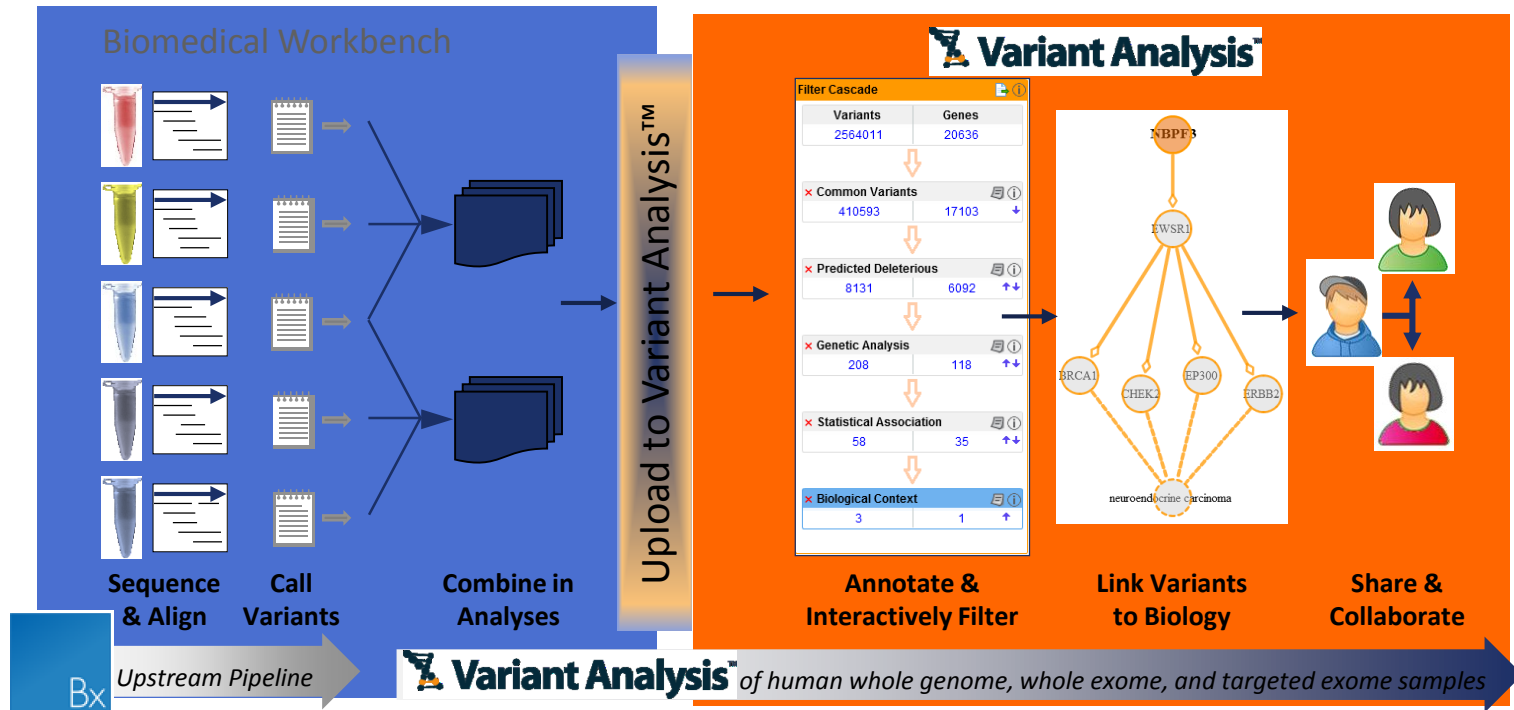 Biomedical Workbench
Upload to Variant Analysis™
Variant Analysis™
Filter Cascade
Variants Genes
2564011 20636
Common Variants
410593 17103
Predicted Deleterious
8131 6092
Genetic Analysis
208 118
Statistical Association
58 35
Biological Context
3 1
NBPF3
EWSR1
BRCA1
CHEK2
EP300
ERBB2
neuroendocrine carcinoma
Sequence
& Align
Call
Variants
Combine in
Analyses
Annotate &
Interactively Filter
Link Variants
to Biology
Share &
Collaborate
Bx
Upstream Pipeline
Variant Analysis™ of human whole genome, whole exome, and targeted exome samples